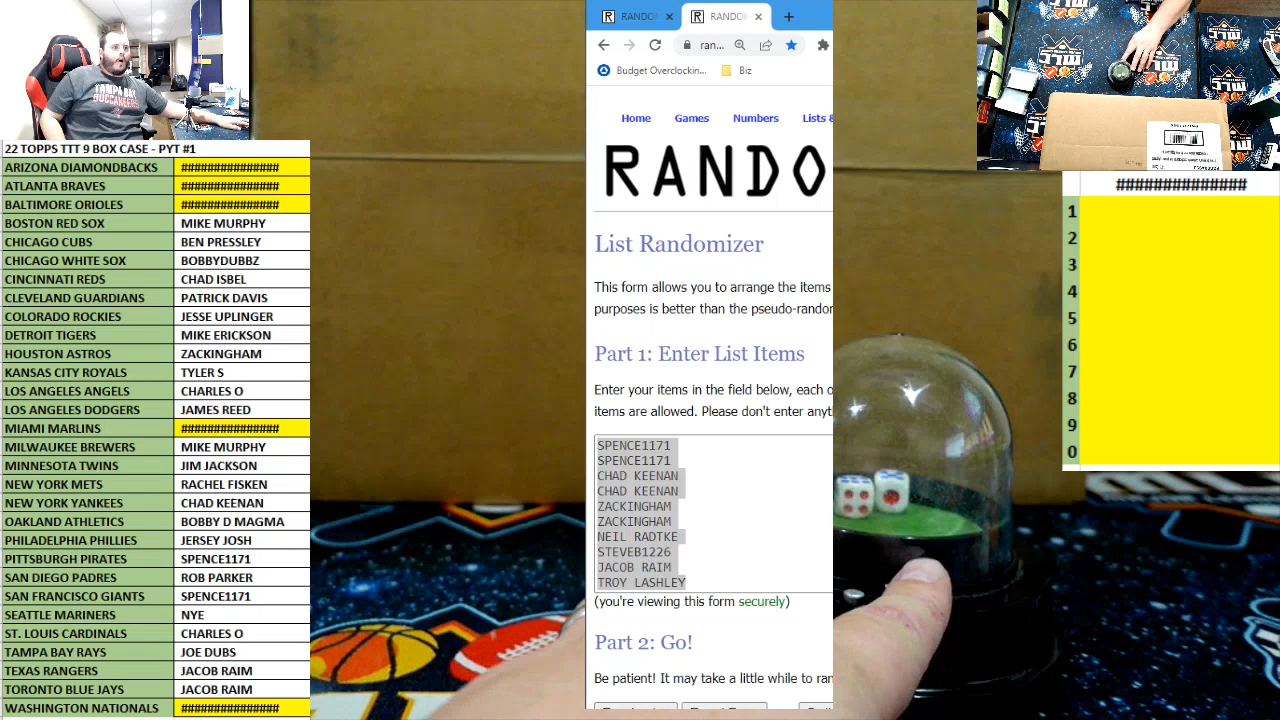 22 TOPPS TTT 9 BOX CASE - PYT #1
ARIZONA DIAMONDBACKS ###############
ATLANTA BRAVES ###############
BALTIMORE ORIOLES ###############
BOSTON RED SOX MIKE MURPHY
CHICAGO CUBS BEN PRESSLEY
CHICAGO WHITE SOX BOBBYDUBBZ
CINCINNATI REDS CHAD ISBEL
CLEVELAND GUARDIANS PATRICK DAVIS
COLORADO ROCKIES JESSE UPLINGER
DETROIT TIGERS MIKE ERICKSON
HOUSTON ASTROS ZACKINGHAM
KANSAS CITY ROYALS TYLER S
LOS ANGELES ANGELS CHARLES O
LOS ANGELES DODGERS JAMES REED
MIAMI MARLINS ###############
MILWAUKEE BREWERS MIKE MURPHY
MINNESOTA TWINS JIM JACKSON
NEW YORK METS RACHEL FISKEN
NEW YORK YANKEES CHAD KEENAN
OAKLAND ATHLETICS BOBBY D MAGMA
PHILADELPHIA PHILLIES JERSEY JOSH
PITTSBURGH PIRATES SPENCE1171
SAN DIEGO PADRES ROB PARKER
SAN FRANCISCO GIANTS SPENCE1171
SEATTLE MARINERS NYE
ST. LOUIS CARDINALS CHARLES O
TAMPA BAY RAYS JOE DUBS
TEXAS RANGERS JACOB RAIM
TORONTO BLUE JAYS JACOB RAIM
WASHINGTON NATIONALS ###############
TAMPA BAY
BUCCANEERS
R RANDO R RANDO
ran...
Budget Overclockin... Biz
Home Games Numbers Lists &
RANDO
List Randomizer
This form allows you to arrange the items
purposes is better than the pseudo-randor
Part 1: Enter List Items
Enter your items in the field below, each o
items are allowed. Please don't enter anyt
SPENCE1171
SPENCE1171
CHAD KEENAN
CHAD KEENAN
ZACKINGHAM
ZACKINGHAM
NEIL RADTKE
STEVEB1226
JACOB RAIM
TROY LASHLEY
(you're viewing this form securely)
Part 2: Go!
Be patient! It may take a little while to ran
MLC
##############
1
2
3
4
5
6
7
8
9
0